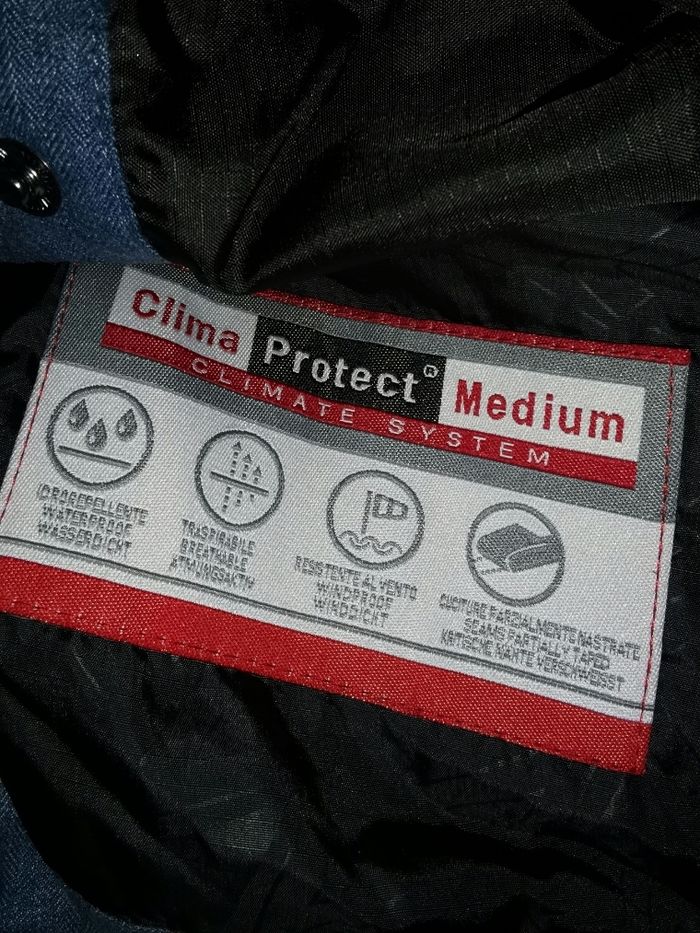 Clima Protect® Medium
CLIMATE SYSTEM
IDROREPELLENTE
WATERPROOF
WASSERDICHT
TRASPIRABILE
BREATHABLE
ATMUNGSAKTIV
RESISTENTE AL VENTO
WINDPROOF
WINDDICHT
CUCITURE PARZIALMENTE NASTRATE
SEAMS PARTIALLY TAPED
KRITISCHE NÄHTE VERSCHWEISST